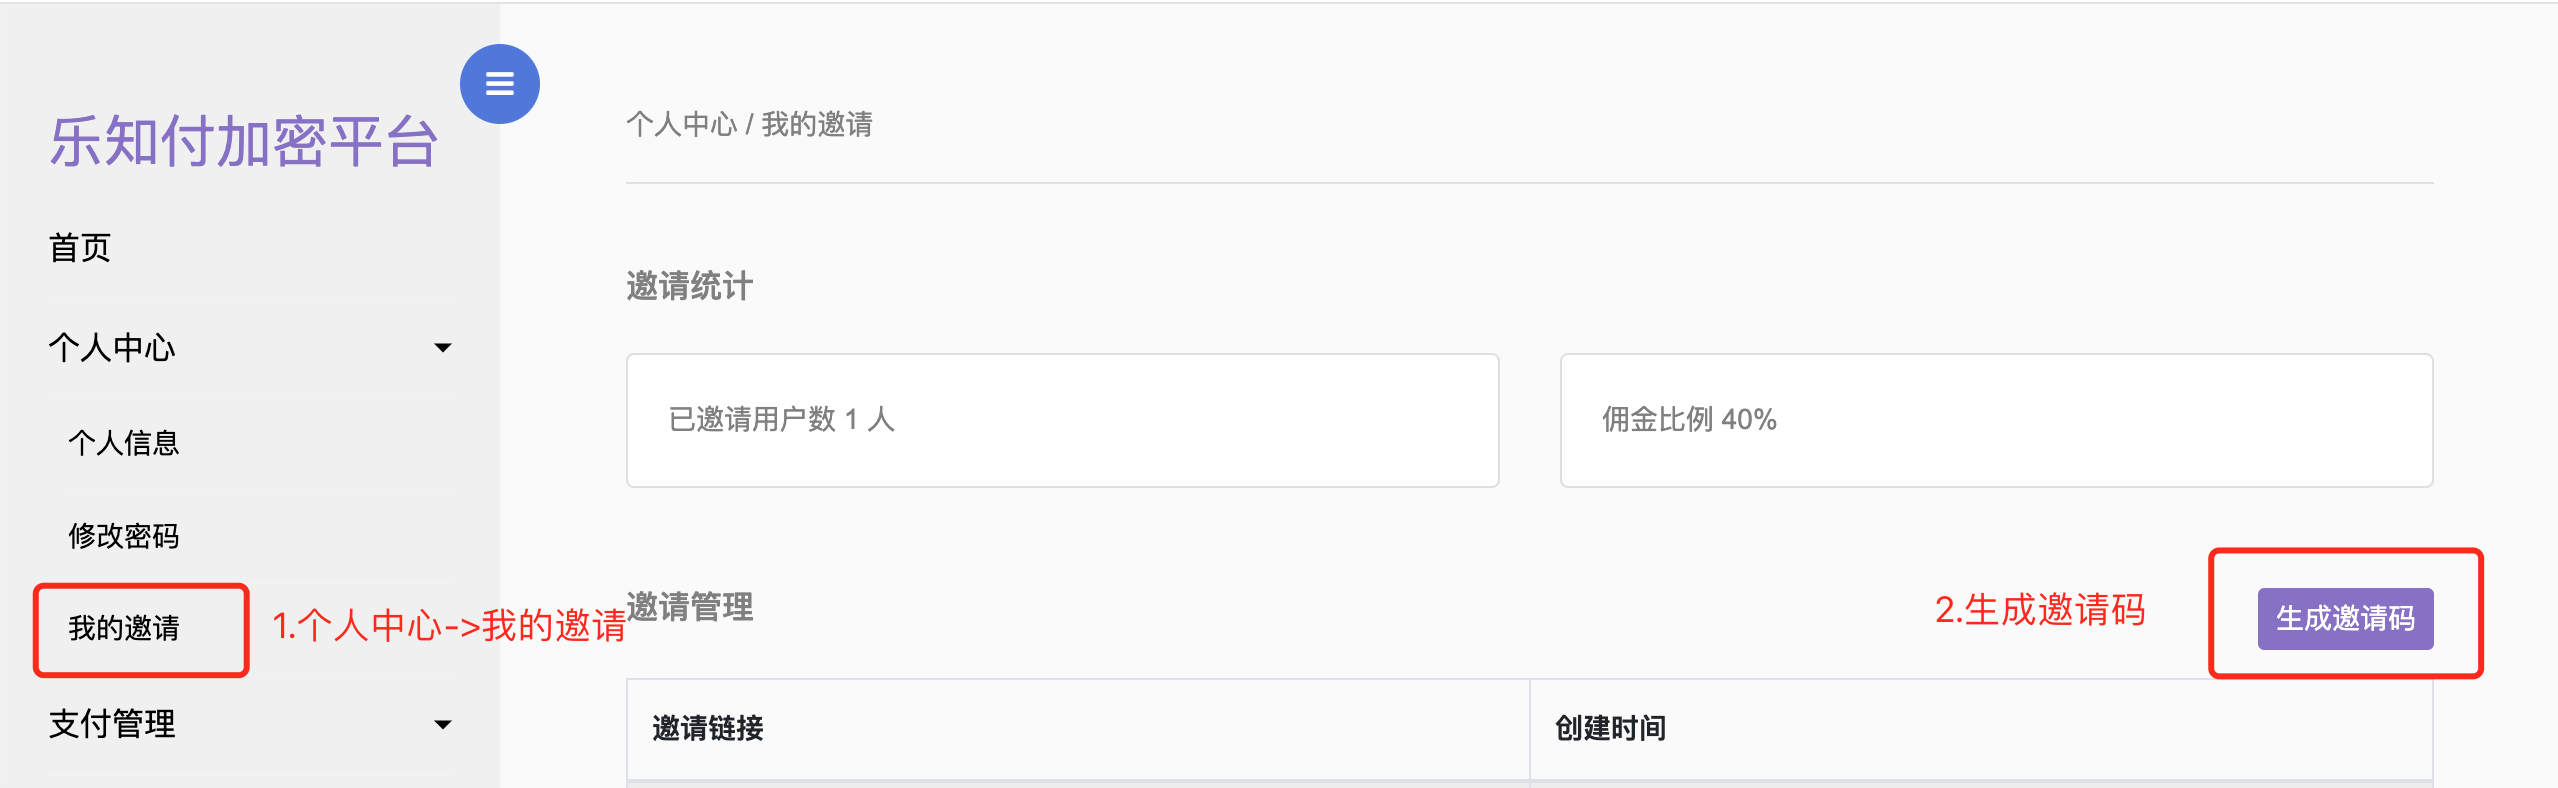 乐知付加密平台
首页
个人中心
个人信息
修改密码
我的邀请
1.个人中心->我的邀请
支付管理
个人中心 / 我的邀请
邀请统计
已邀请用户数 1 人
佣金比例 40%
邀请管理
2.生成邀请码
生成邀请码
邀请链接
创建时间